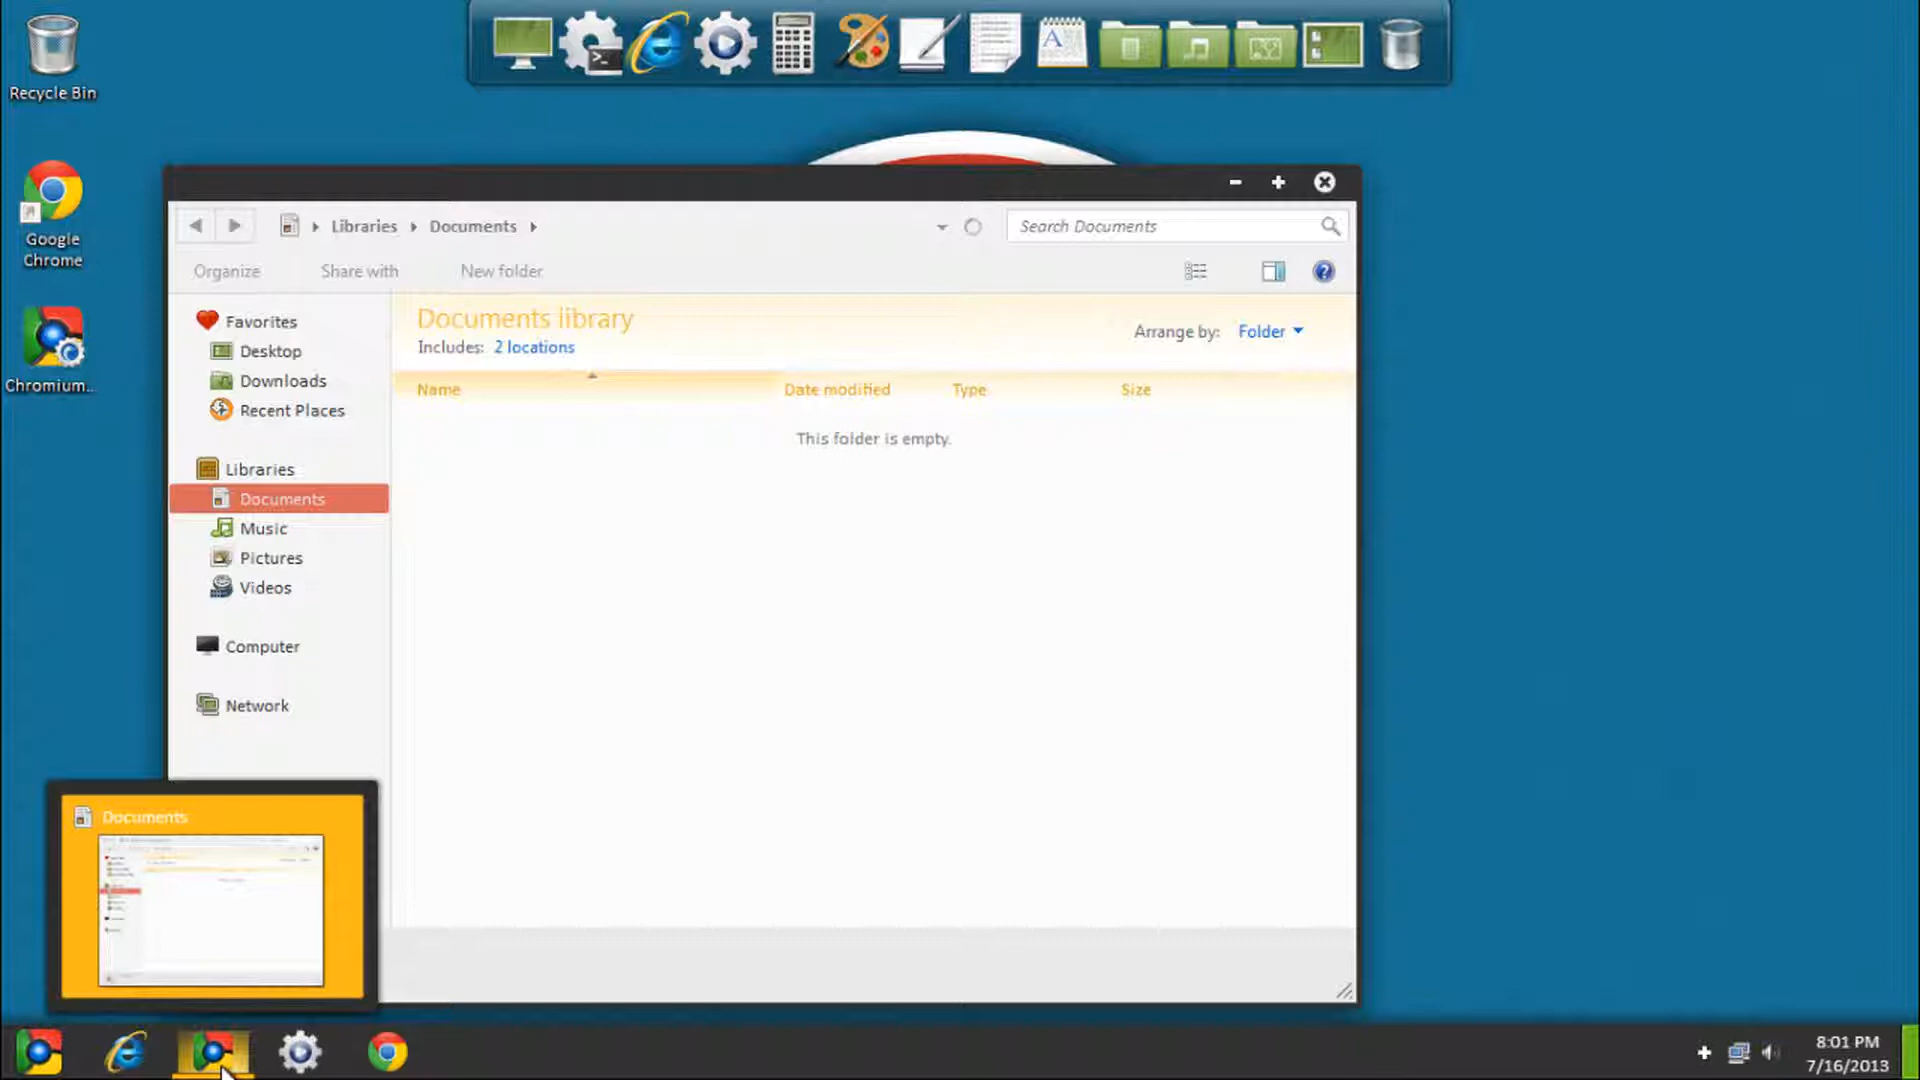 Recycle Bin
Google
Chrome
Chromium...
Libraries
Documents
Search Documents
Organize
Share with
New folder
Favorites
Desktop
Downloads
Recent Places
Libraries
Documents
Music
Pictures
Videos
Computer
Network
Documents library
Includes: 2 locations
Arrange by: Folder
Name
Date modified
Type
Size
This folder is empty.
Documents
8:01 PM
7/16/2013